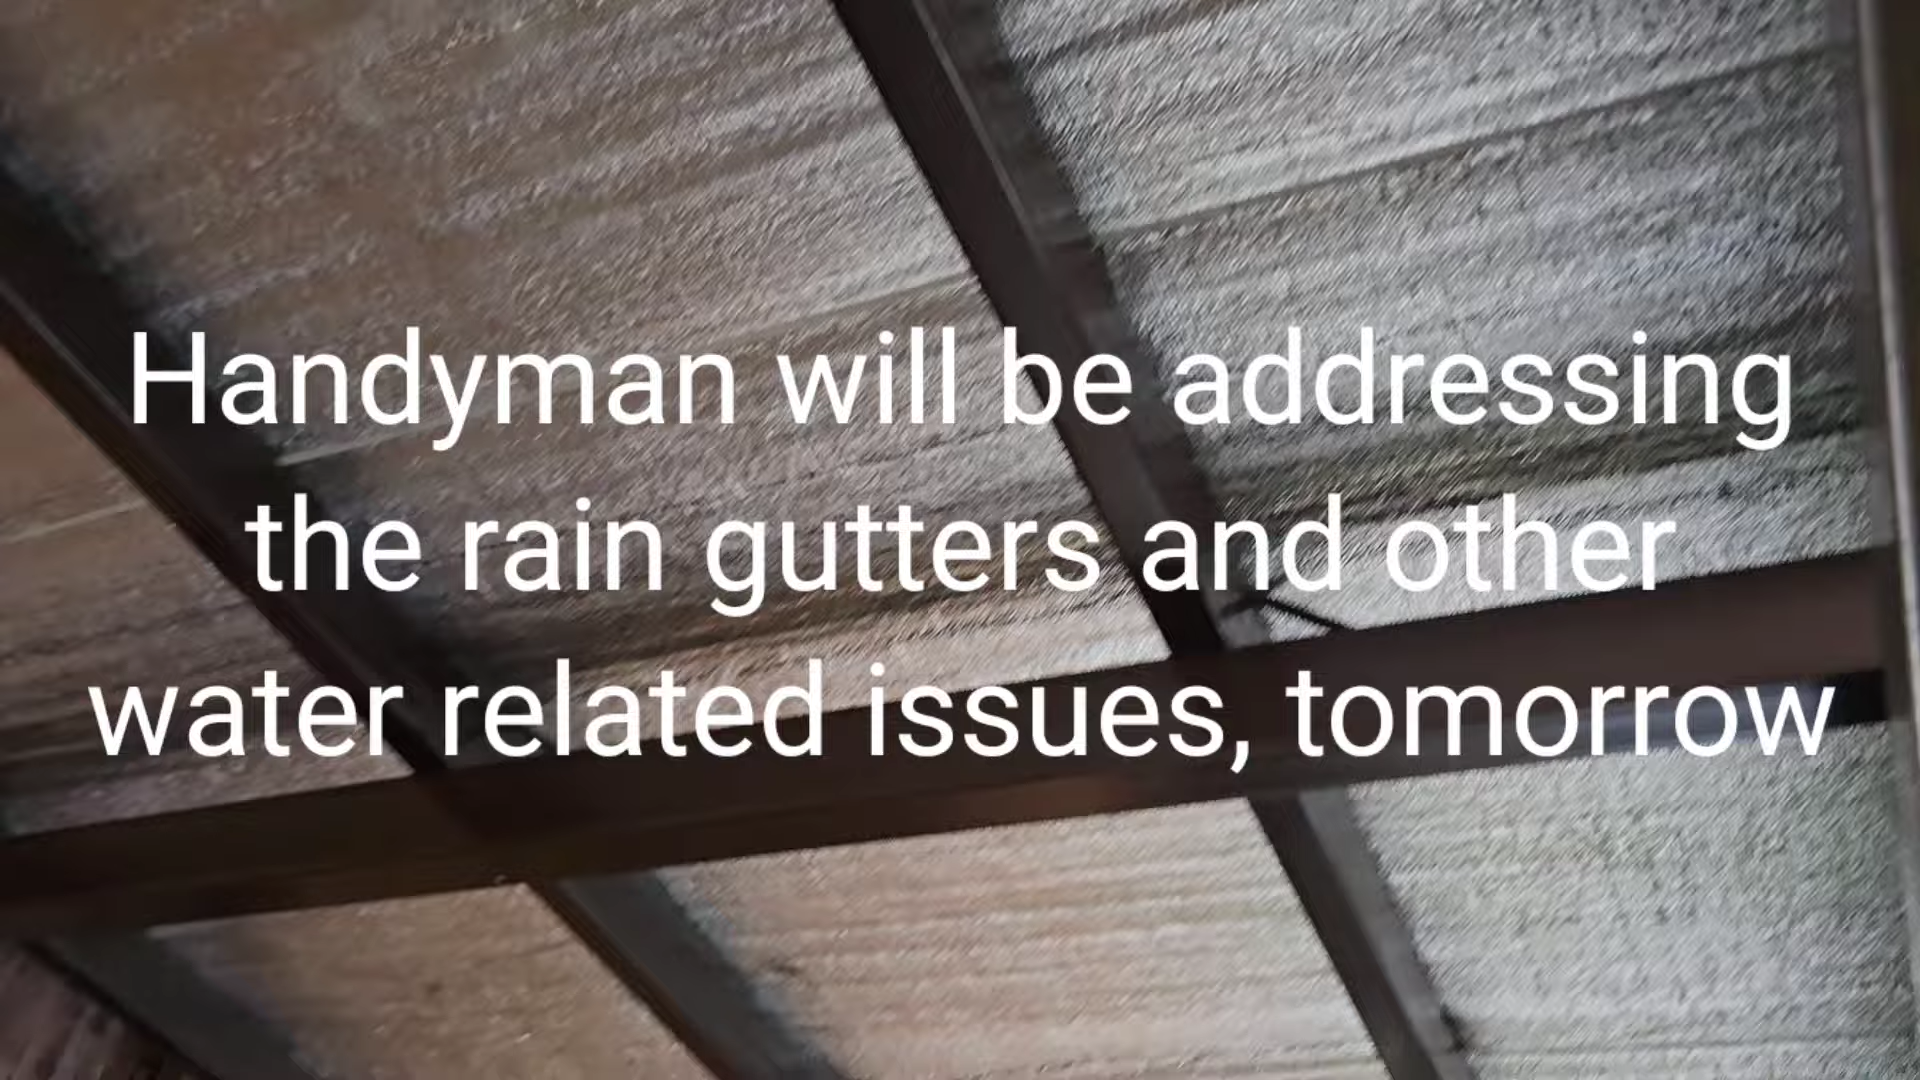 Handyman will be addressing
the rain gutters and other
water related issues, tomorrow